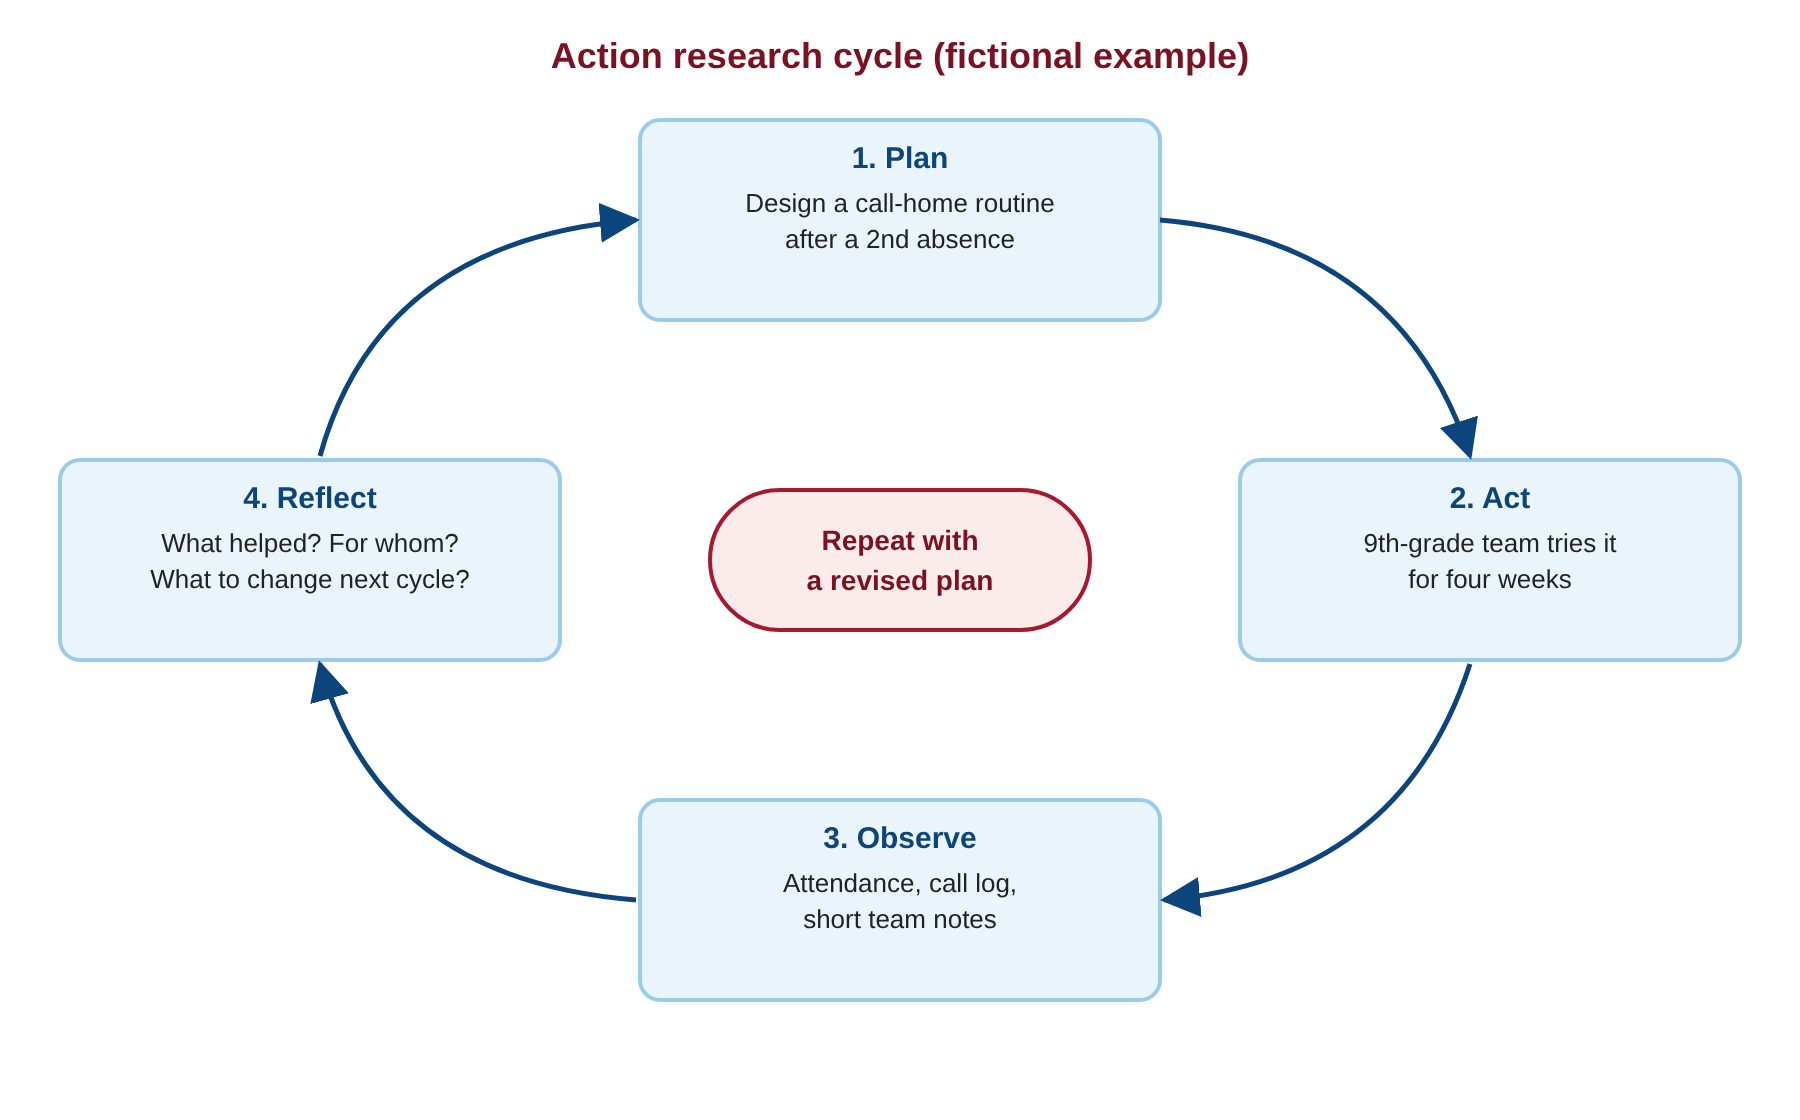 Action research cycle (fictional example)
1. Plan
Design a call-home routine
after a 2nd absence
2. Act
9th-grade team tries it
for four weeks
3. Observe
Attendance, call log,
short team notes
4. Reflect
What helped? For whom?
What to change next cycle?
Repeat with
a revised plan